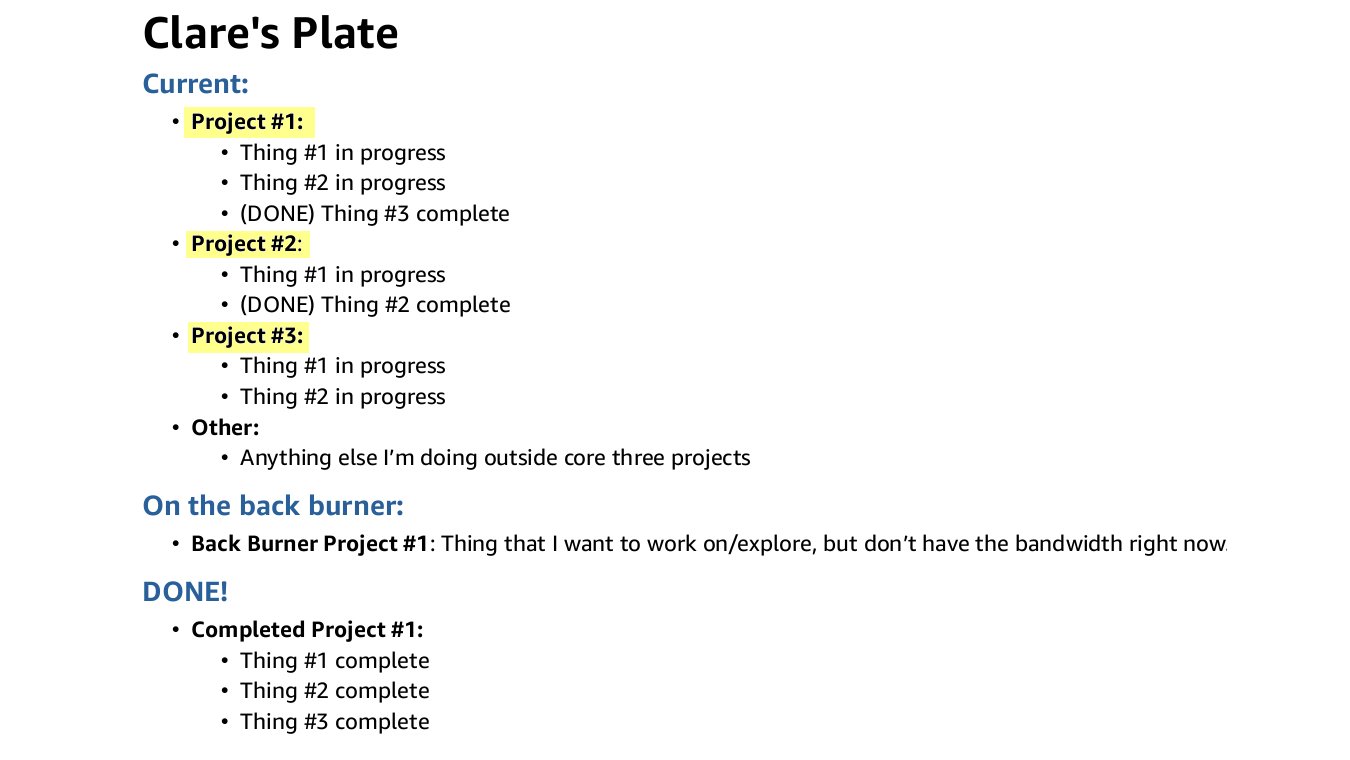 Clare's Plate
Current:
• Project #1:
• Thing #1 in progress
• Thing #2 in progress
• (DONE) Thing #3 complete
• Project #2:
• Thing #1 in progress
• (DONE) Thing #2 complete
• Project #3:
• Thing #1 in progress
• Thing #2 in progress
• Other:
• Anything else I’m doing outside core three projects
On the back burner:
• Back Burner Project #1: Thing that I want to work on/explore, but don’t have the bandwidth right now.
DONE!
• Completed Project #1:
• Thing #1 complete
• Thing #2 complete
• Thing #3 complete